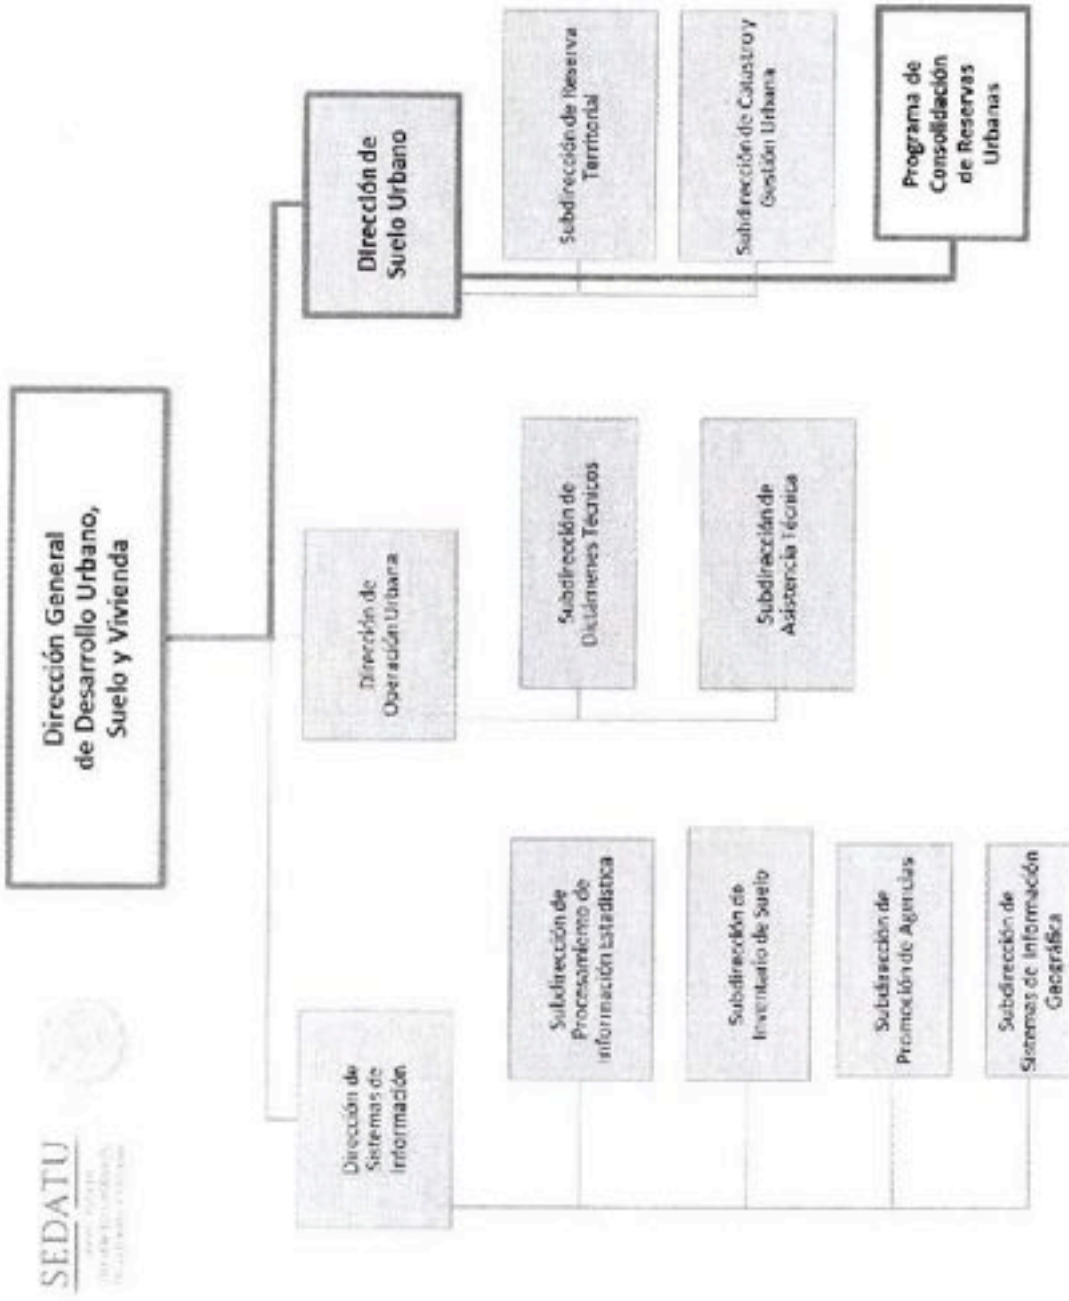 SEDATU
Dirección General
de Desarrollo Urbano,
Suelo y Vivienda
Dirección de
Sistemas de
Información
Subdirección de
Procesamiento de
Información Estadística
Subdirección de
Inventario de Suelo
Subdirección de
Promoción de Agencias
Subdirección de
Sistemas de Información
Geográfica
Dirección de
Operación Urbana
Subdirección de
Dictámenes Técnicos
Subdirección de
Asistencia Técnica
Dirección de
Suelo Urbano
Subdirección de Reserva
Territorial
Subdirección de Catastro y
Gestión Urbana
Programa de
Consolidación
de Reservas
Urbanas